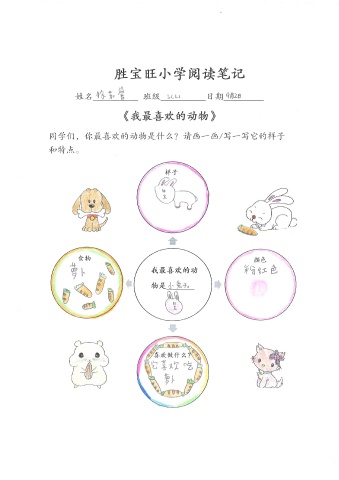 胜宝旺小学阅读笔记
姓名 班级 日期 9月2日
《我最喜欢的动物》
同学们，你最喜欢的动物是什么？请画一画/写一写它的样子
和特点。
样子
食物
萝卜
我最喜欢的动
物是小兔子。
颜色
粉红色
喜欢做什么？
它喜欢吃
萝卜